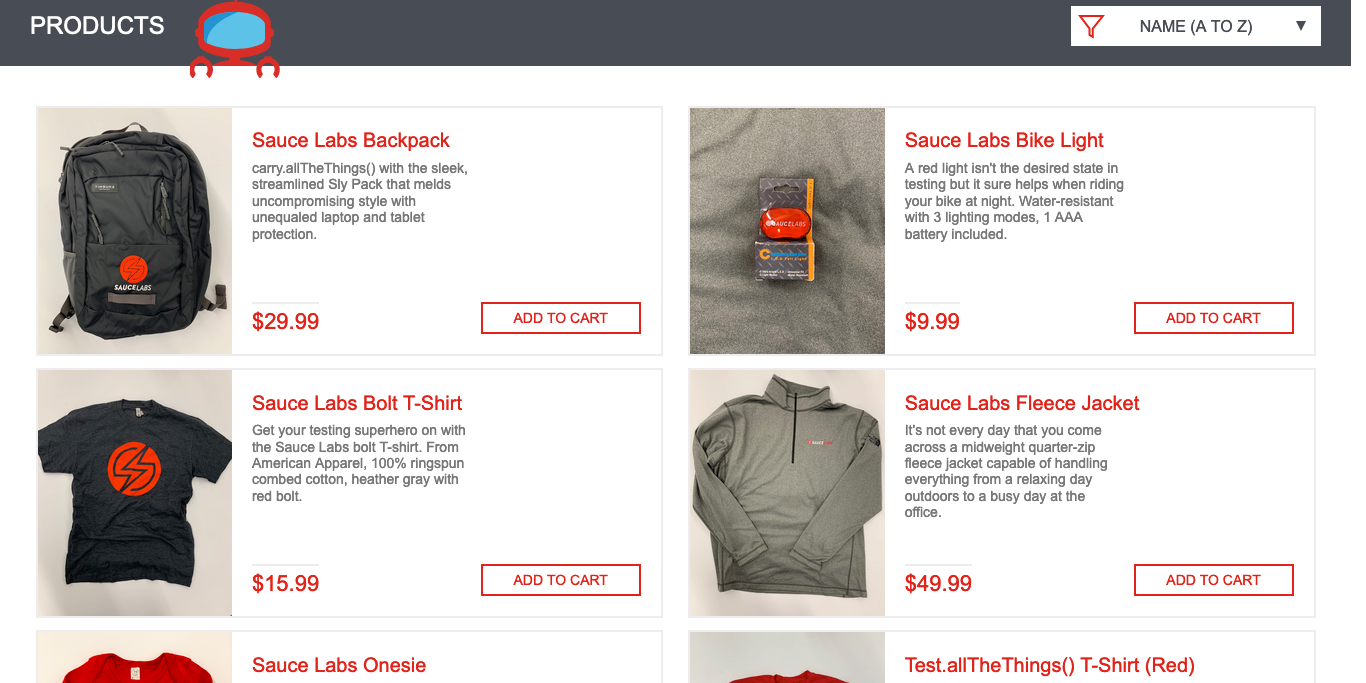 PRODUCTS
NAME (A TO Z)
Sauce Labs Backpack
carry.allTheThings() with the sleek,
streamlined Sly Pack that melds
uncompromising style with
unequaled laptop and tablet
protection.
$29.99
ADD TO CART
SAUCELABS
Sauce Labs Bike Light
A red light isn't the desired state in
testing but it sure helps when riding
your bike at night. Water-resistant
with 3 lighting modes, 1 AAA
battery included.
$9.99
ADD TO CART
SAUCELABS
Sauce Labs Bolt T-Shirt
Get your testing superhero on with
the Sauce Labs bolt T-shirt. From
American Apparel, 100% ringspun
combed cotton, heather gray with
red bolt.
$15.99
ADD TO CART
Sauce Labs Fleece Jacket
It's not every day that you come
across a midweight quarter-zip
fleece jacket capable of handling
everything from a relaxing day
outdoors to a busy day at the
office.
$49.99
ADD TO CART
Sauce Labs Onesie
Test.allTheThings() T-Shirt (Red)